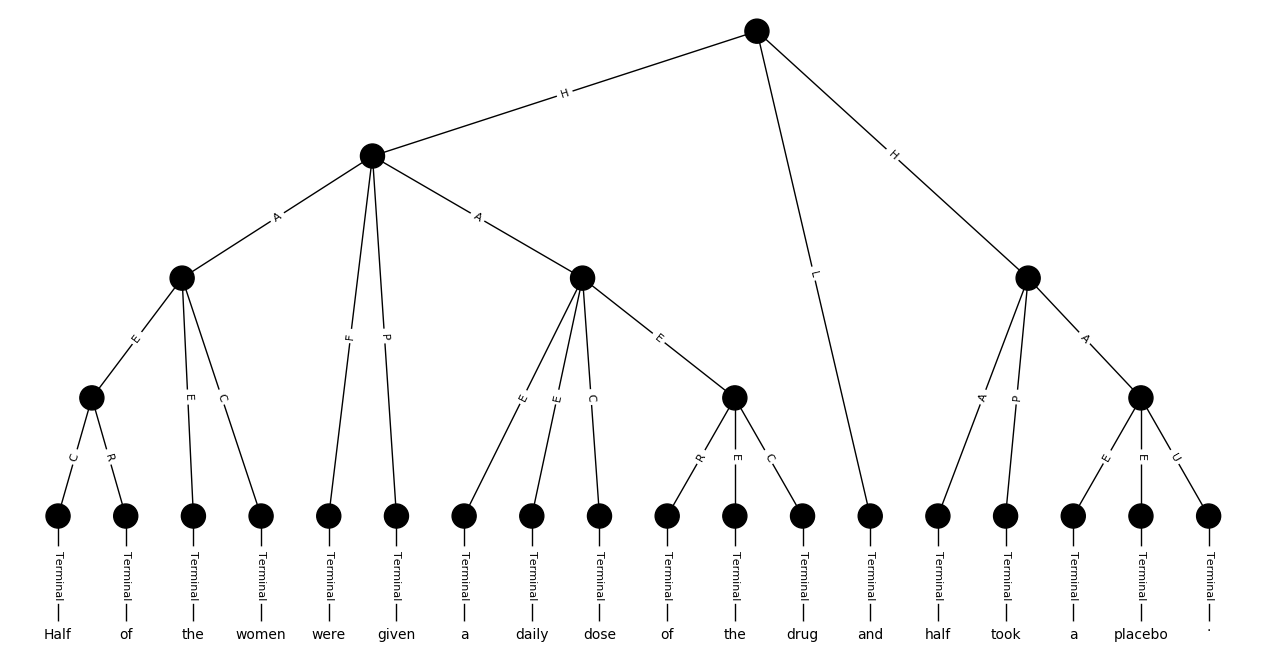 H
A A L H
E E C F P E E C E A P A
C R R E C E E U
Terminal Terminal Terminal Terminal Terminal Terminal Terminal Terminal Terminal Terminal Terminal Terminal Terminal Terminal Terminal Terminal Terminal Terminal
Half of the women were given a daily dose of the drug and half took a placebo .